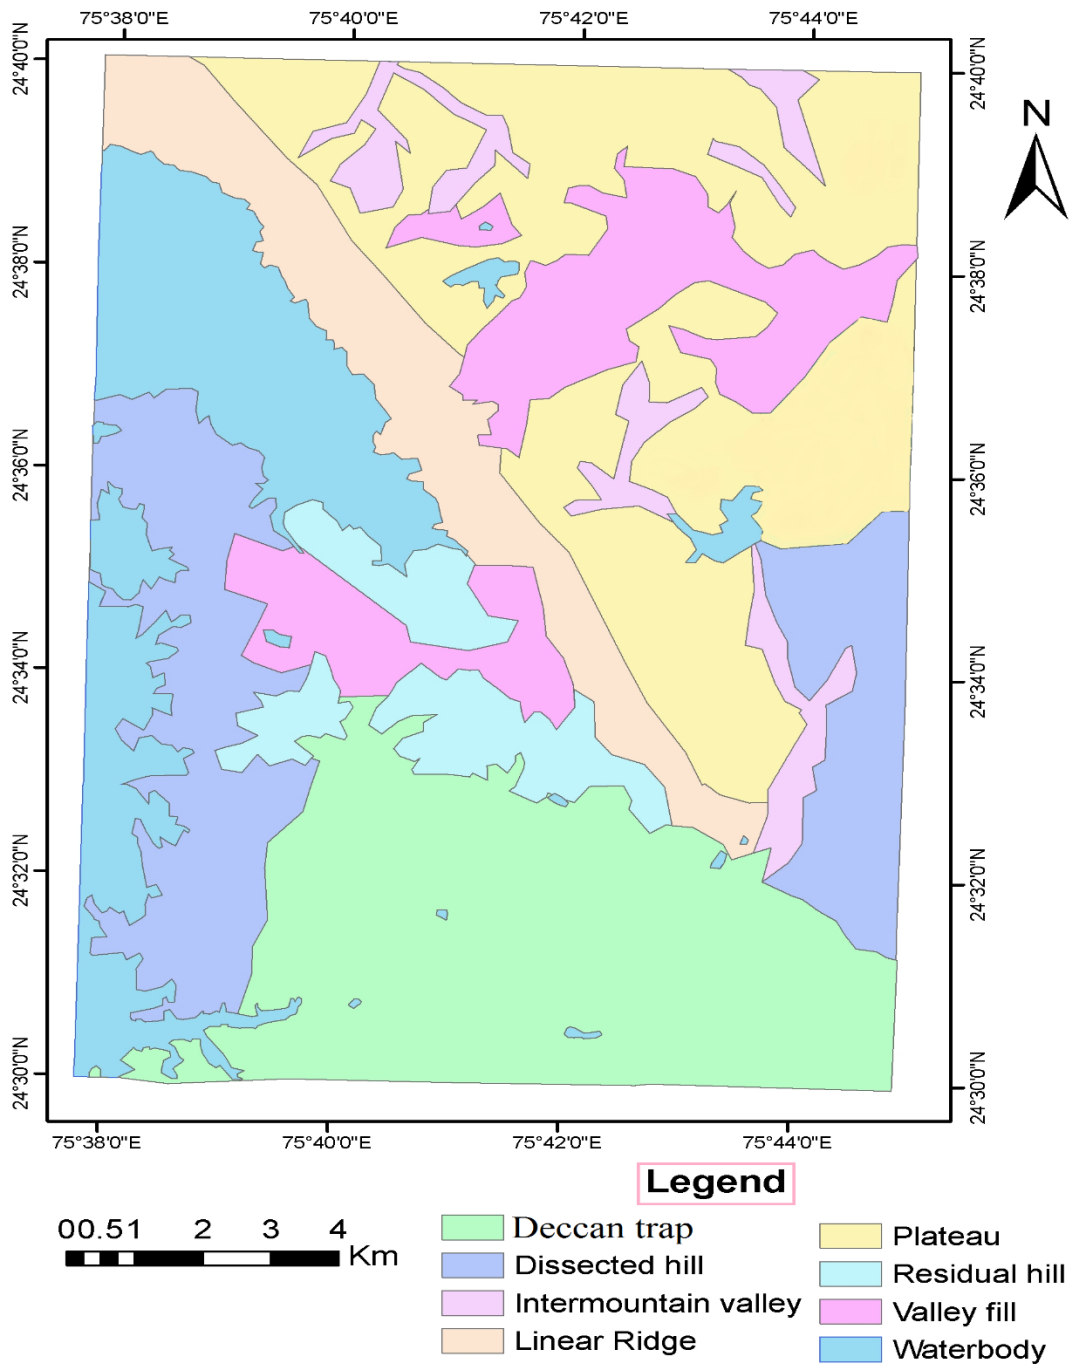 75°38'0"E 75°40'0"E 75°42'0"E 75°44'0"E
24°40'0"N 24°40'0"N
N
24°38'0"N 24°38'0"N
24°36'0"N 24°36'0"N
24°34'0"N 24°34'0"N
24°32'0"N 24°32'0"N
24°30'0"N 24°30'0"N
75°38'0"E 75°40'0"E 75°42'0"E 75°44'0"E
Legend
00.51 2 3 4
Km
Deccan trap
Dissected hill
Intermountain valley
Linear Ridge
Plateau
Residual hill
Valley fill
Waterbody